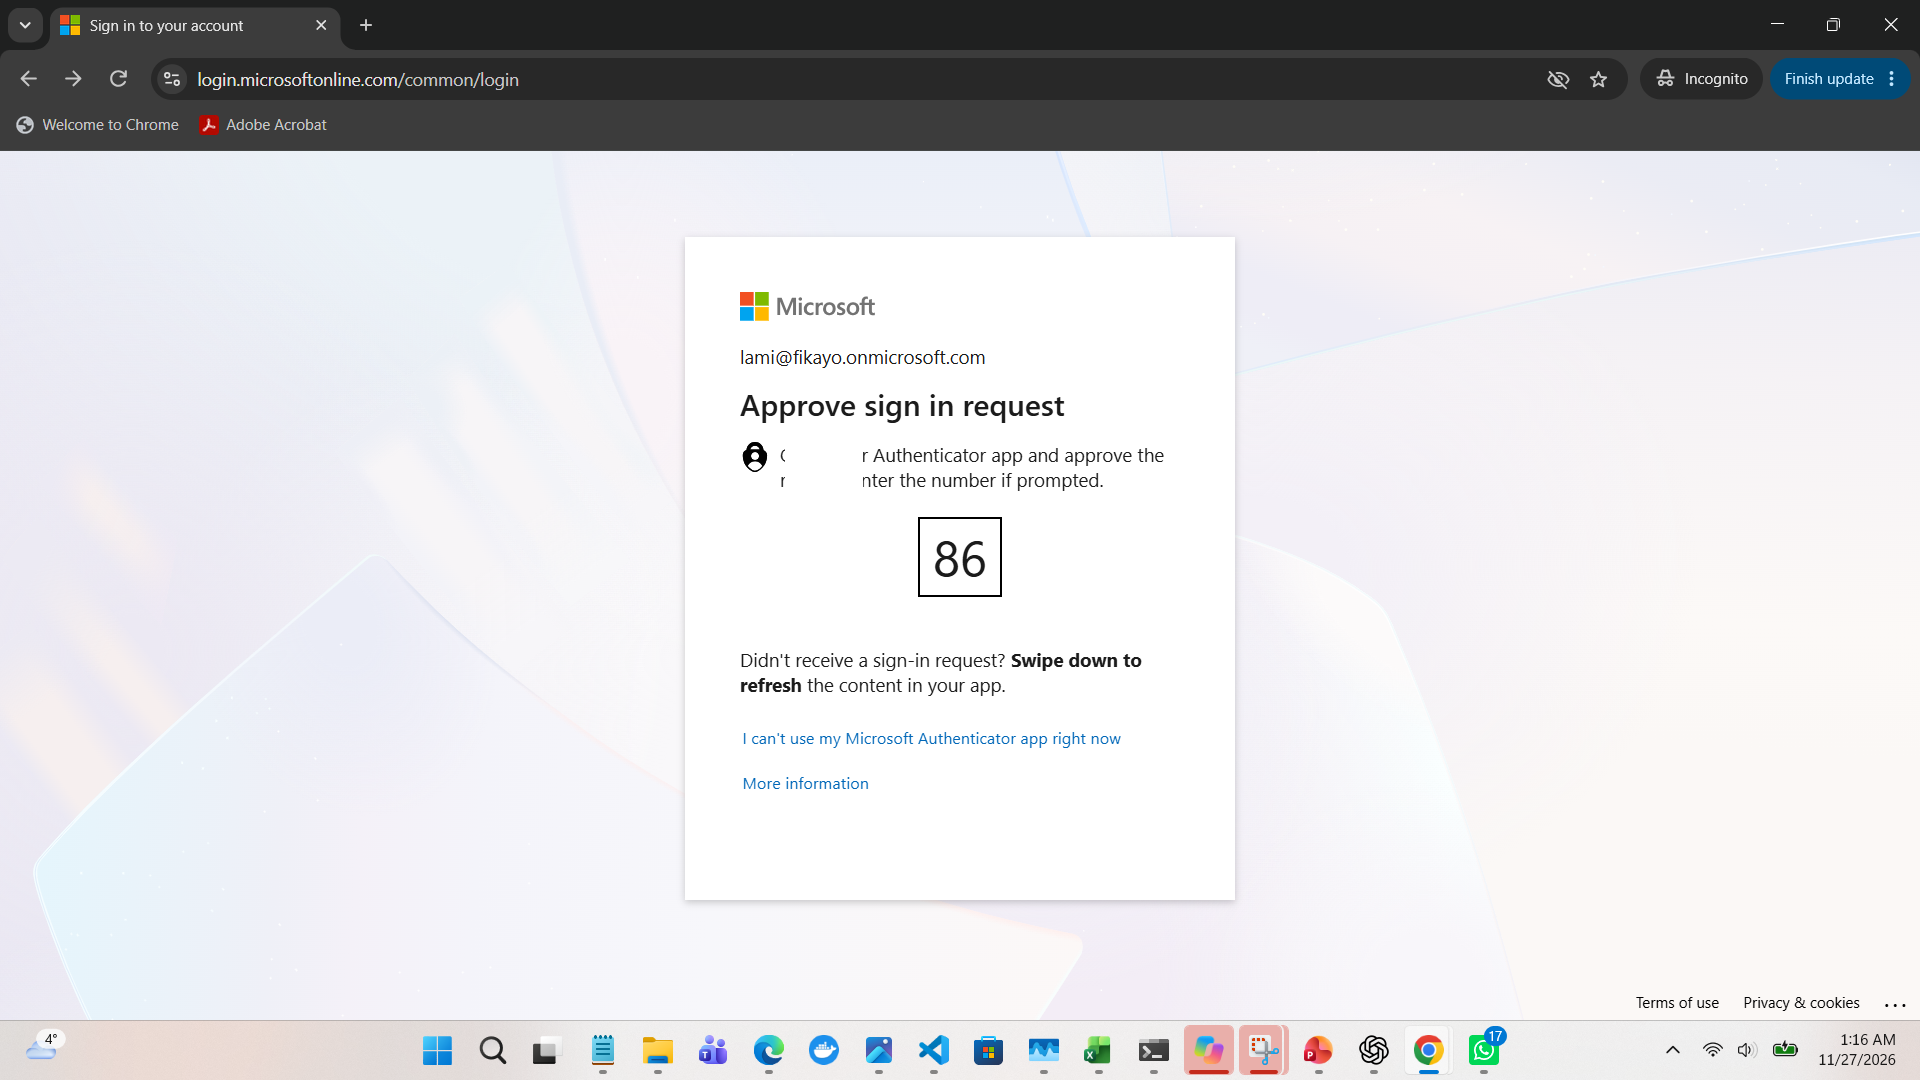 Sign in to your account
login.microsoftonline.com/common/login
Incognito
Finish update
Welcome to Chrome
Adobe Acrobat
Microsoft
lami@fikayo.onmicrosoft.com
Approve sign in request
r Authenticator app and approve the
nter the number if prompted.
86
Didn't receive a sign-in request? Swipe down to
refresh the content in your app.
I can't use my Microsoft Authenticator app right now
More information
Terms of use
Privacy & cookies
4°
17
1:16 AM
11/27/2026